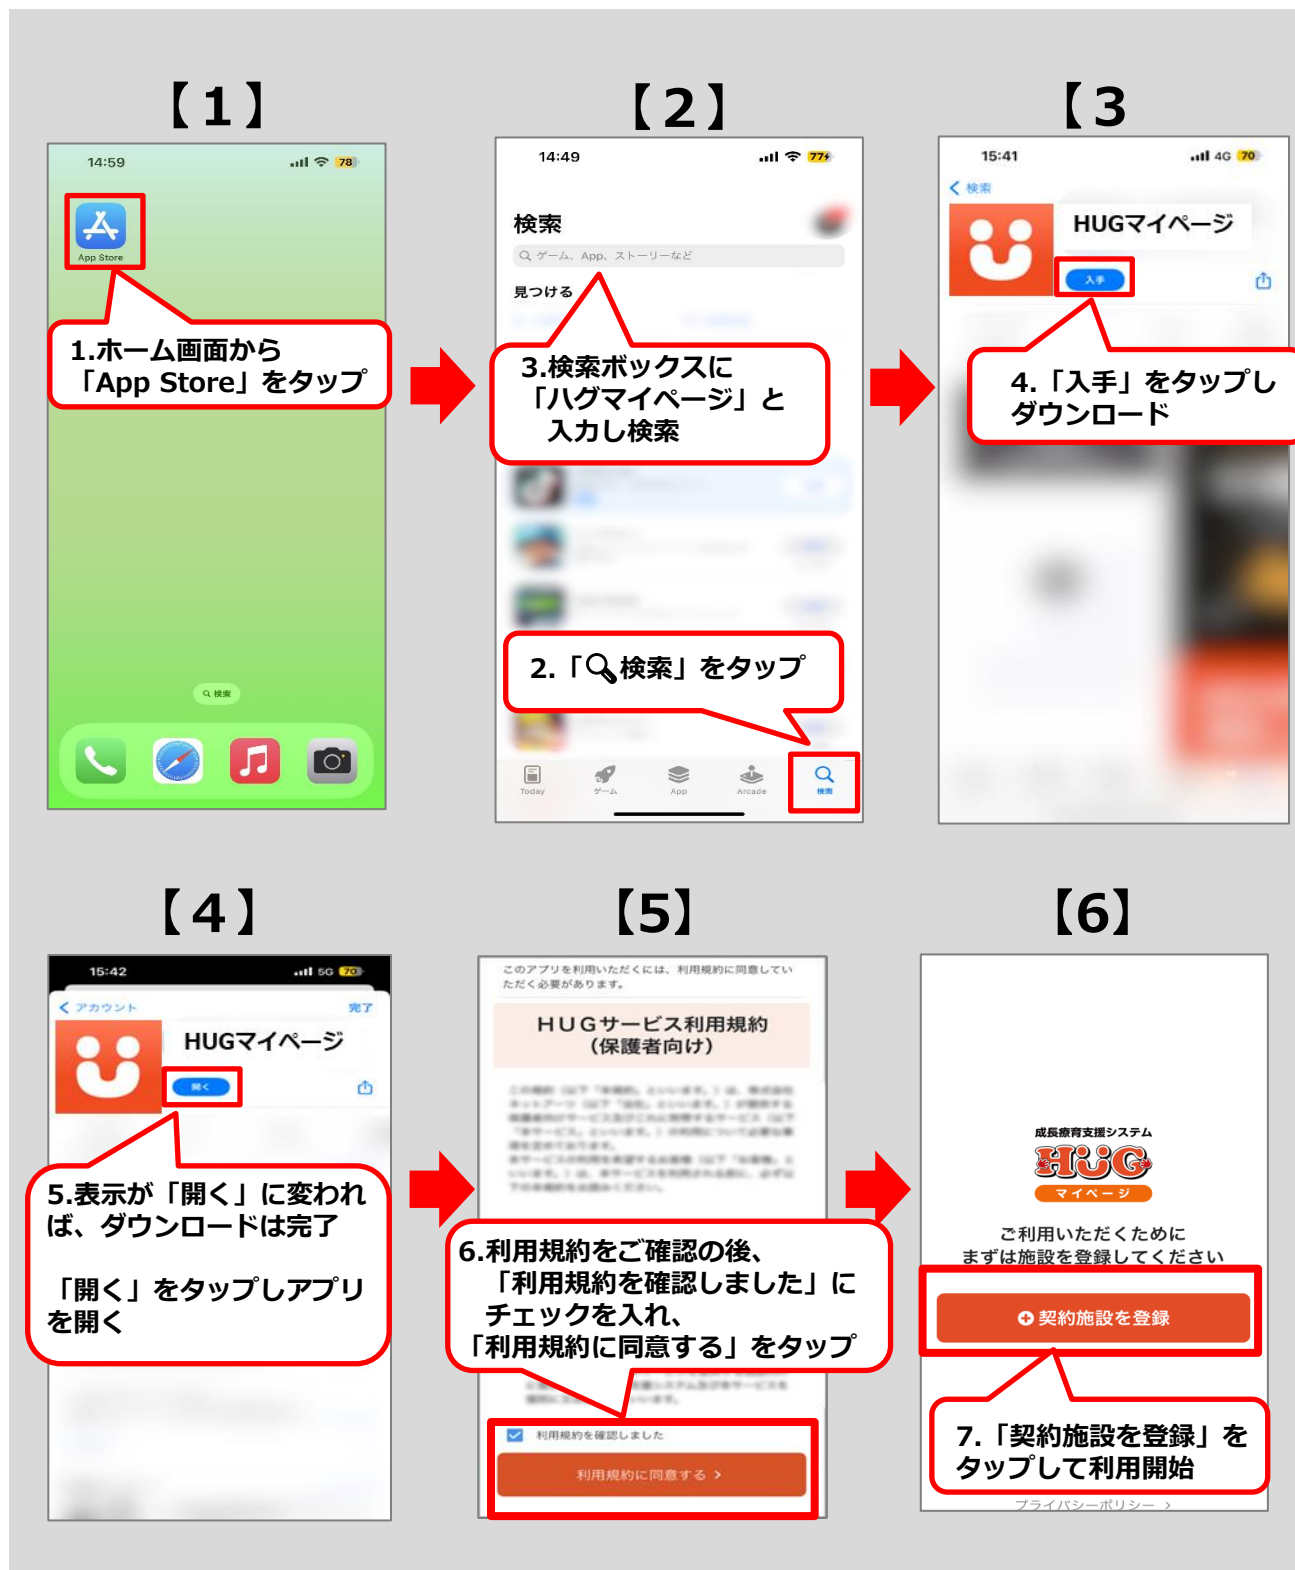 【1】
14:59
78
App Store
1.ホーム画面から
「App Store」をタップ
検索
【2】
14:49
77
検索
ゲーム、App、ストーリーなど
見つける
3.検索ボックスに
「ハグマイページ」と
入力し検索
2.「検索」をタップ
Today
ゲーム
App
Arcade
検索
【3
15:41
4G 70
検索
HUGマイページ
入手
4.「入手」をタップし
ダウンロード
【4】
15:42
5G 70
アカウント
完了
HUGマイページ
開く
5.表示が「開く」に変われ
ば、ダウンロードは完了
「開く」をタップしアプリ
を開く
【5】
このアプリを利用いただくには、利用規約に同意してい
ただく必要があります。
HUGサービス利用規約
（保護者向け）
6.利用規約をご確認の後、
「利用規約を確認しました」に
チェックを入れ、
「利用規約に同意する」をタップ
利用規約を確認しました
利用規約に同意する >
【6】
成長療育支援システム
HUG
マイページ
ご利用いただくために
まずは施設を登録してください
契約施設を登録
7.「契約施設を登録」を
タップして利用開始
プライバシーポリシー >